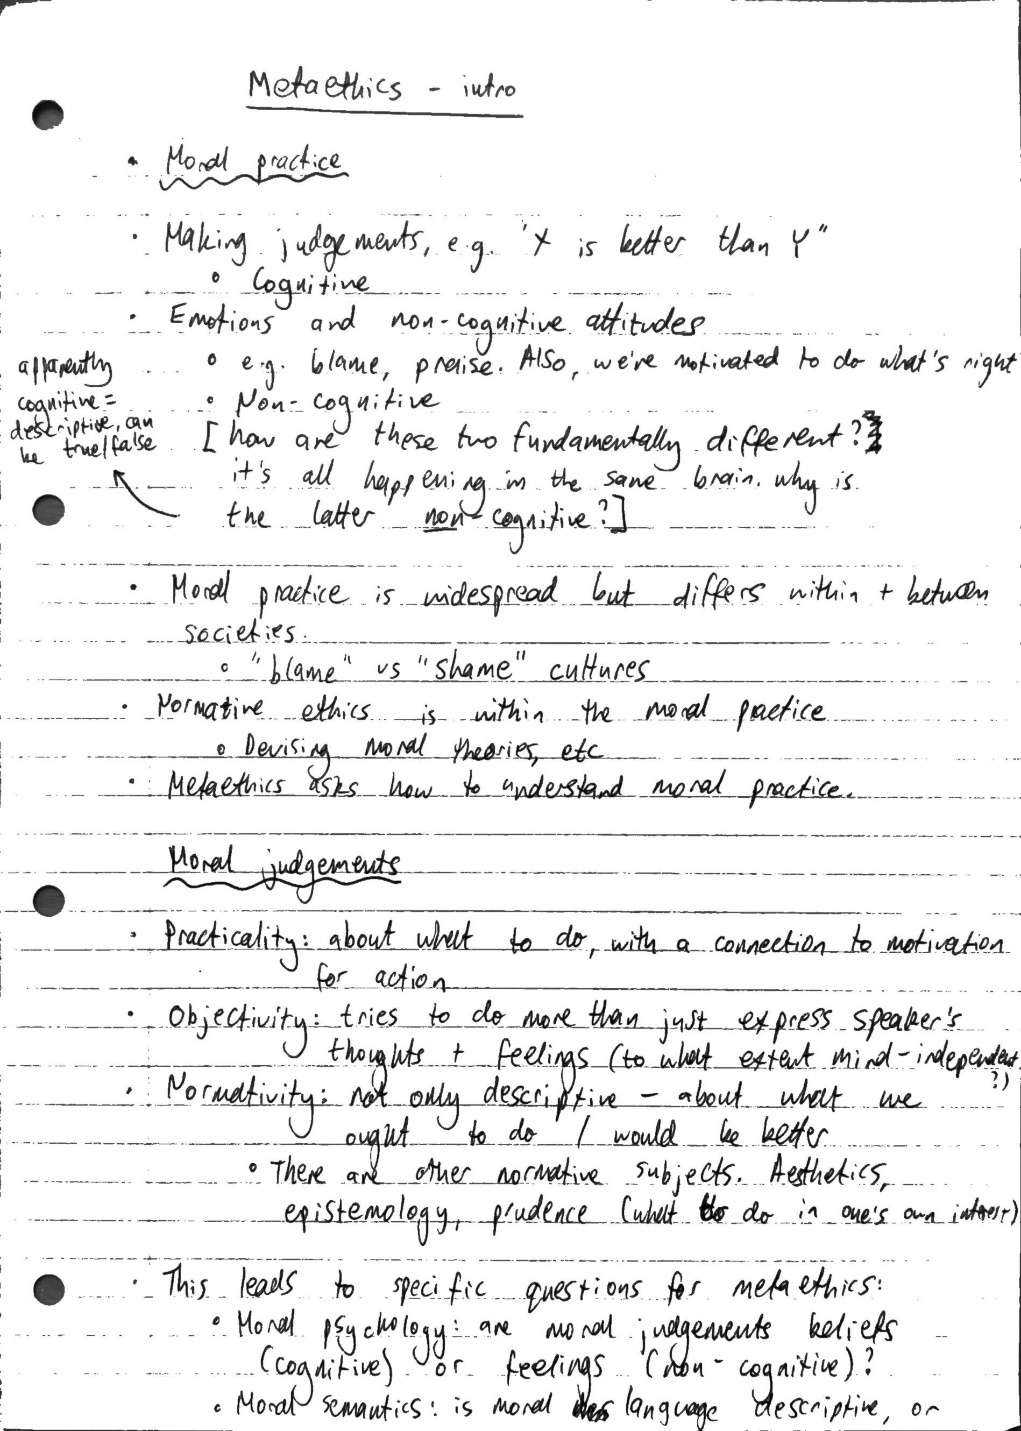 Metaethics - intro
• Moral practice
• Making judgements, e.g. "X is better than Y"
◦ Cognitive
• Emotions and non-cognitive attitudes
◦ e.g. blame, praise. Also, we're motivated to do what's right
◦ Non-cognitive
[how are these two fundamentally different?
it's all happening in the same brain. why is
the latter non-cognitive?]
apparently
cognitive =
descriptive, can
be true/false
• Moral practice is widespread but differs within + between
societies.
◦ "blame" vs "shame" cultures
• Normative ethics is within the moral practice
◦ Devising moral theories, etc
• Metaethics asks how to understand moral practice.
Moral judgements
• Practicality: about what to do, with a connection to motivation
for action
• Objectivity: tries to do more than just express speaker's
thoughts + feelings (to what extent mind-independent
?)
• Normativity: not only descriptive – about what we
ought to do / would be better
◦ There are other normative subjects. Aesthetics,
epistemology, prudence (what to do in one's own interest)
• This leads to specific questions for metaethics:
◦ Moral psychology: are moral judgements beliefs
(cognitive) or feelings (non-cognitive)?
◦ Moral semantics: is moral language descriptive, or